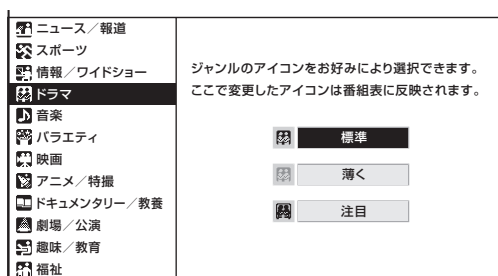 ニュース／報道
スポーツ
情報／ワイドショー
ドラマ
音楽
バラエティ
映画
アニメ／特撮
ドキュメンタリー／教養
劇場／公演
趣味／教育
福祉
ジャンルのアイコンをお好みにより選択できます。
ここで変更したアイコンは番組表に反映されます。
標準
薄く
注目